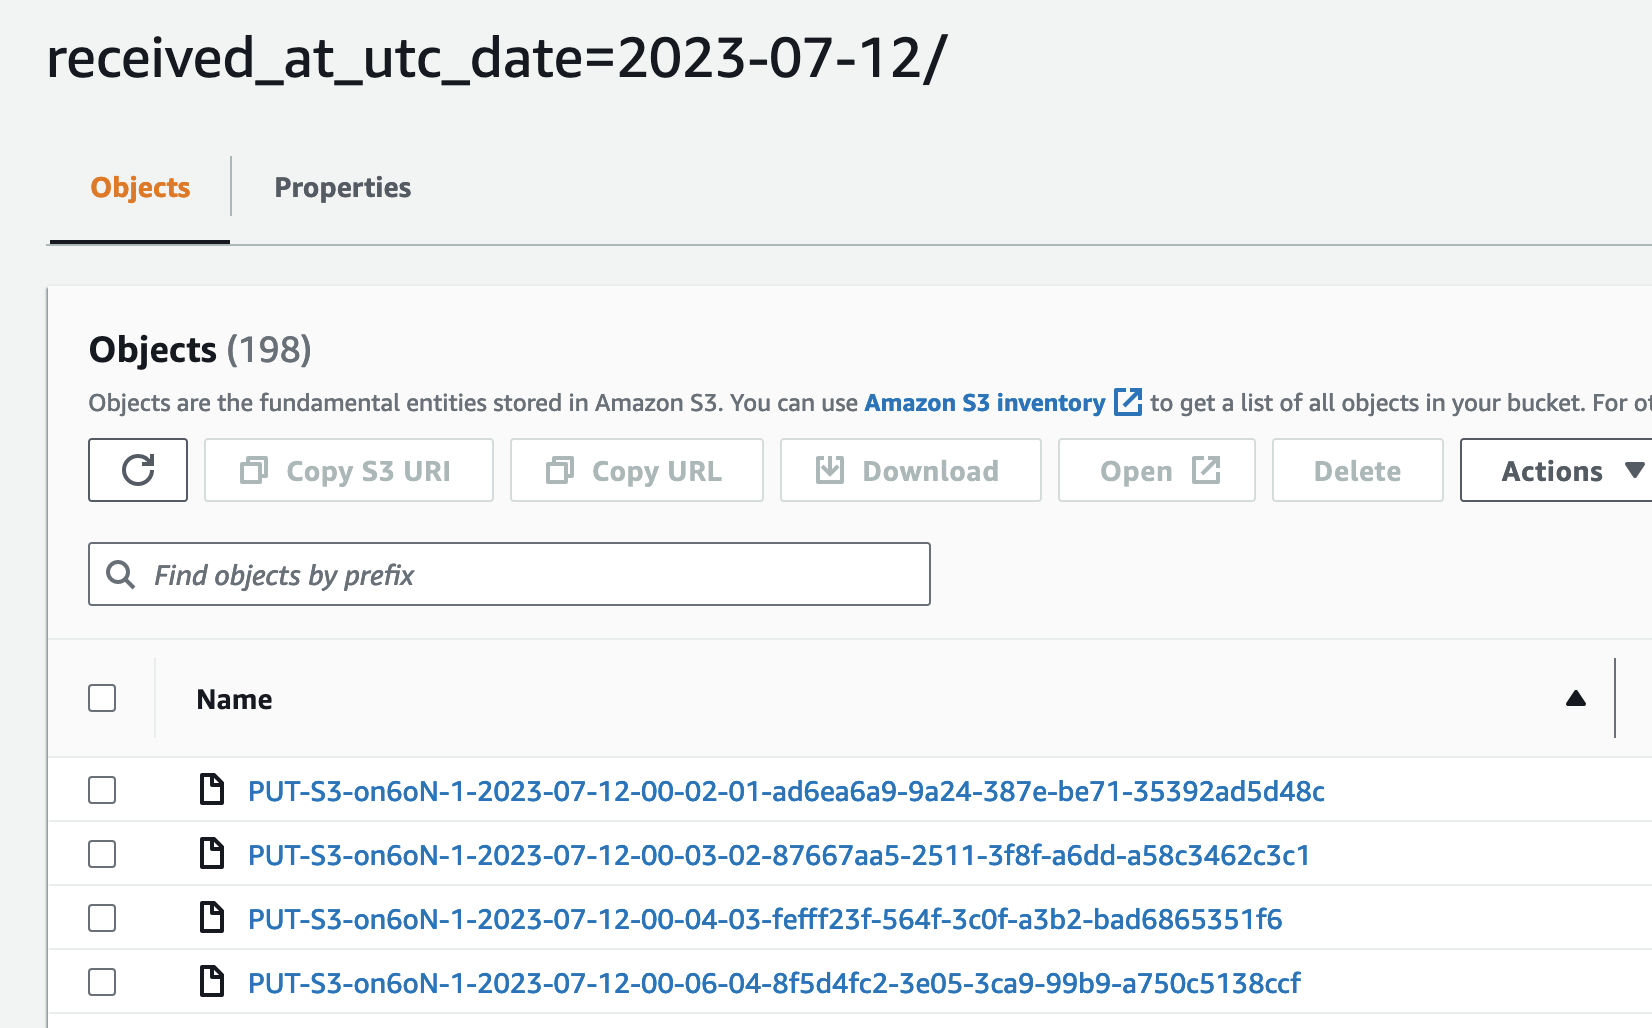 received_at_utc_date=2023-07-12/
Objects Properties
Objects (198)
Objects are the fundamental entities stored in Amazon S3. You can use Amazon S3 inventory to get a list of all objects in your bucket. For
Copy S3 URI Copy URL Download Open Delete Actions
Find objects by prefix
Name
PUT-S3-on6oN-1-2023-07-12-00-02-01-ad6ea6a9-9a24-387e-be71-35392ad5d48c
PUT-S3-on6oN-1-2023-07-12-00-03-02-87667aa5-2511-3f8f-a6dd-a58c3462c3c1
PUT-S3-on6oN-1-2023-07-12-00-04-03-fefff23f-564f-3c0f-a3b2-bad6865351f6
PUT-S3-on6oN-1-2023-07-12-00-06-04-8f5d4fc2-3e05-3ca9-99b9-a750c5138ccf